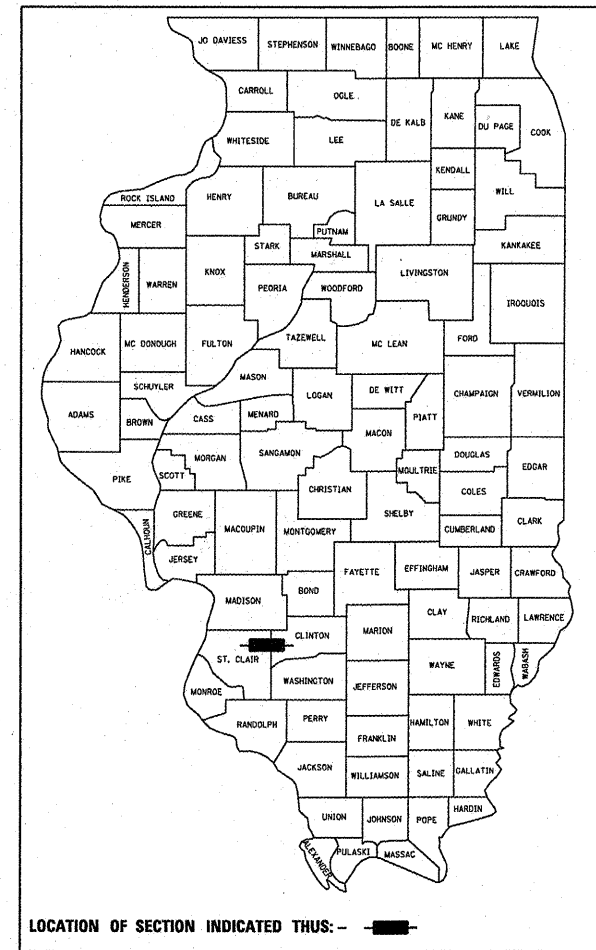 JO DAVIESS STEPHENSON WINNEBAGO BOONE MC HENRY LAKE
CARROLL OGLE
DE KALB KANE DU PAGE COOK
WHITESIDE LEE
KENDALL
WILL
ROCK ISLAND HENRY BUREAU LA SALLE
GRUNDY
MERCER PUTNAM
STARK MARSHALL KANKAKEE
HENDERSON WARREN KNOX LIVINGSTON
PEORIA WOODFORD IROQUOIS
HANCOCK MC DONOUGH FULTON TAZEWELL MC LEAN FORD
MASON
SCHUYLER LOGAN DE WITT CHAMPAIGN VERMILION
ADAMS BROWN CASS MENARD PIATT
MACON
MORGAN SANGAMON DOUGLAS
PIKE SCOTT MOULTRIE EDGAR
CHRISTIAN COLES
GREENE SHELBY
MACOUPIN MONTGOMERY CUMBERLAND CLARK
CALHOUN JERSEY
FAYETTE EFFINGHAM JASPER CRAWFORD
MADISON BOND
CLAY RICHLAND LAWRENCE
CLINTON MARION
ST. CLAIR WAYNE EDWARDS WABASH
WASHINGTON JEFFERSON
MONROE
RANDOLPH PERRY HAMILTON WHITE
FRANKLIN
JACKSON WILLIAMSON SALINE GALLATIN
UNION JOHNSON POPE HARDIN
ALEXANDER PULASKI MASSAC
LOCATION OF SECTION INDICATED THUS: -